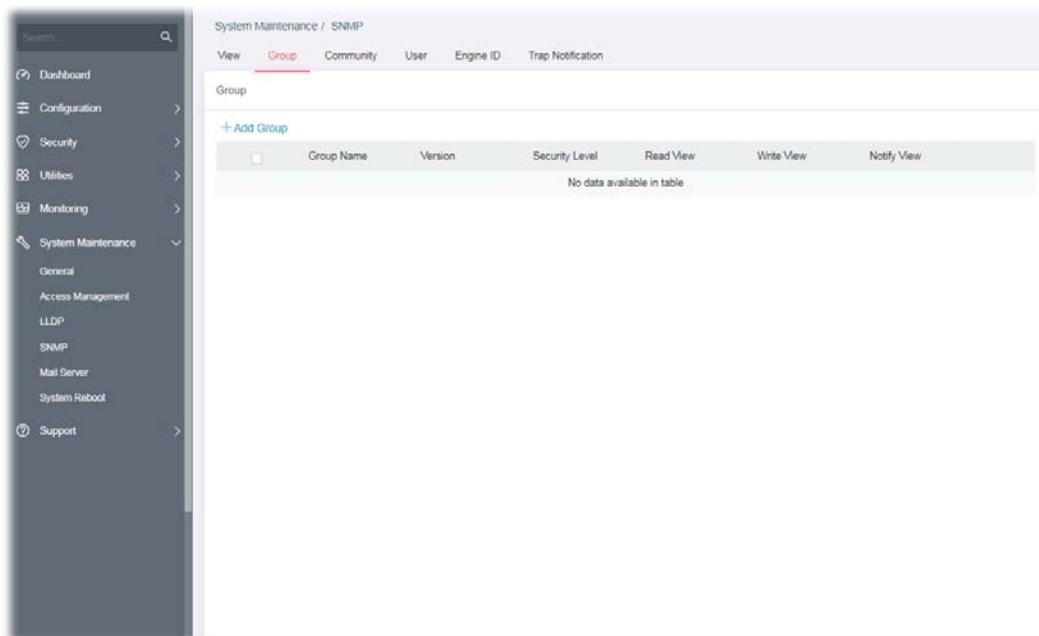 Search...
Dashboard
Configuration
Security
Utilities
Monitoring
System Maintenance
General
Access Management
LLDP
SNMP
Mail Server
System Reboot
Support
System Maintenance / SNMP
View Group Community User Engine ID Trap Notification
Group
+Add Group
Group Name Version Security Level Read View Write View Notify View
No data available in table